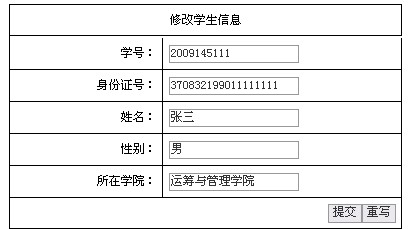 修改学生信息
学号： 2009145111
身份证号： 370832199011111111
姓名： 张三
性别： 男
所在学院： 运筹与管理学院
提交 重写